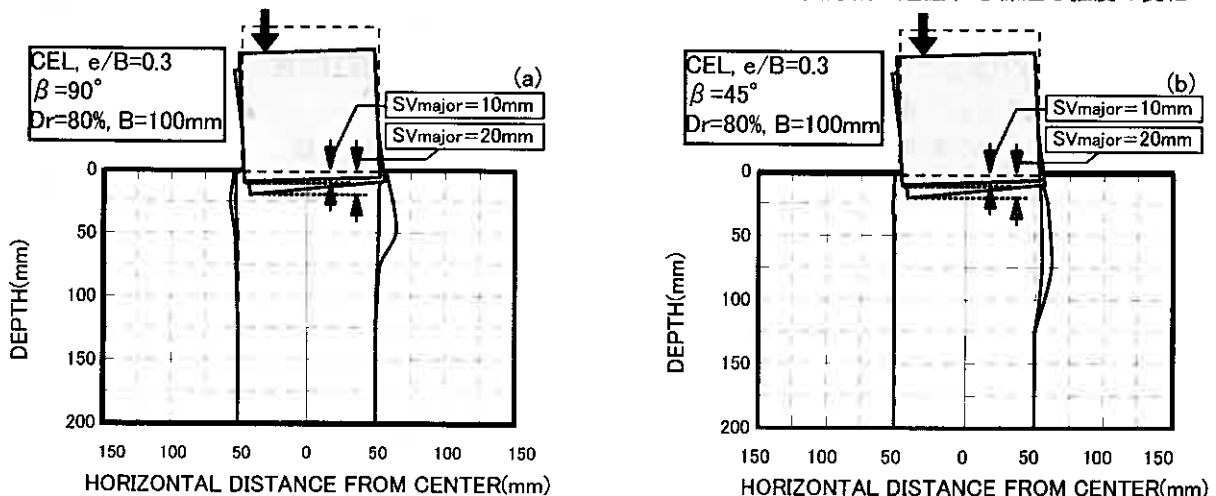 CEL, e/B=0.3
β=90°
Dr=80%, B=100mm
(a)
SVmajor=10mm
SVmajor=20mm
0
50
100
150
200
DEPTH(mm)
150 100 50 0 50 100 150
HORIZONTAL DISTANCE FROM CENTER(mm)
CEL, e/B=0.3
β=45°
Dr=80%, B=100mm
(b)
SVmajor=10mm
SVmajor=20mm
0
50
100
150
200
DEPTH(mm)
150 100 50 0 50 100 150
HORIZONTAL DISTANCE FROM CENTER(mm)